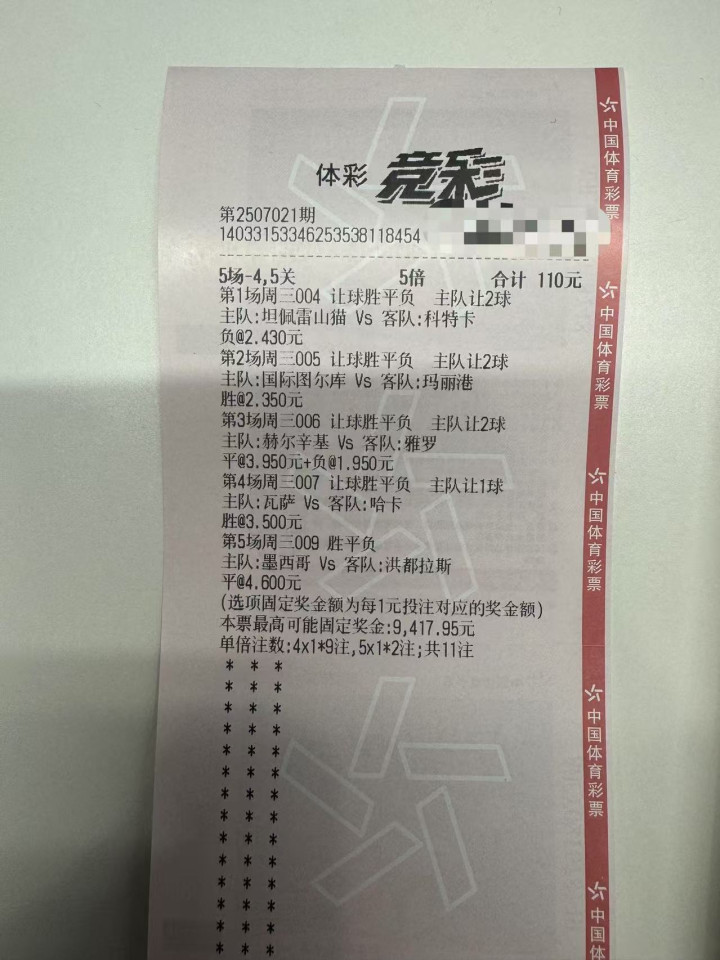 体彩 竞彩
第2507021期
14033153346253538118454
5场-4,5关 5倍 合计 110元
第1场周三004 让球胜平负 主队让2球
主队:坦佩雷山猫 Vs 客队:科特卡
负@2.430元
第2场周三005 让球胜平负 主队让2球
主队:国际图尔库 Vs 客队:玛丽港
胜@2.350元
第3场周三006 让球胜平负 主队让2球
主队:赫尔辛基 Vs 客队:雅罗
平@3.950元+负@1.950元
第4场周三007 让球胜平负 主队让1球
主队:瓦萨 Vs 客队:哈卡
胜@3.500元
第5场周三009 胜平负
主队:墨西哥 Vs 客队:洪都拉斯
平@4.600元
(选项固定奖金额为每1元投注对应的奖金额)
本票最高可能固定奖金:9,417.95元
单倍注数:4x1*9注,5x1*2注;共11注
* * *
* * *
* * *
* * *
* * *
* * *
* * *
* * *
* * *
* * *
* * *
* * *
* * *
* * *
中国体育彩票
中国体育彩票
中国体育彩票
中国体育彩票
中国体